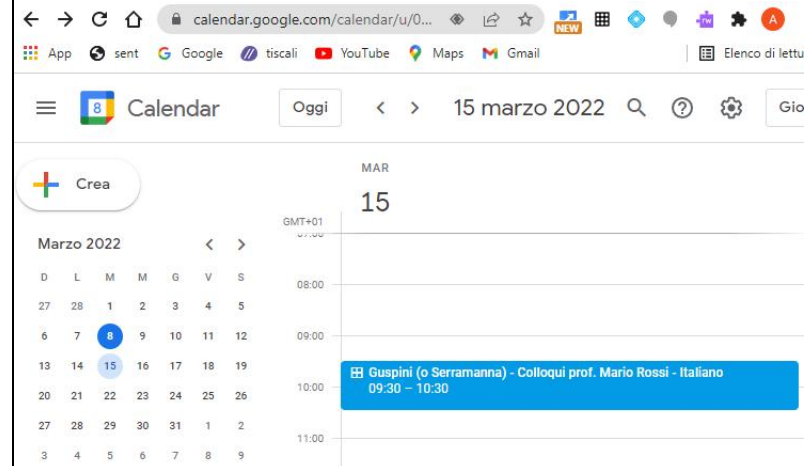 calendar.google.com/calendar/u/0...
NEW
A
App sent Google tiscali YouTube Maps Gmail Elenco di lettu
8 Calendar Oggi 15 marzo 2022 Gio
Crea
MAR
15
GMT+01
Marzo 2022
D L M M G V S
27 28 1 2 3 4 5
6 7 8 9 10 11 12
13 14 15 16 17 18 19
20 21 22 23 24 25 26
27 28 29 30 31 1 2
3 4 5 6 7 8 9
07:00
08:00
09:00
Guspini (o Serramanna) - Colloqui prof. Mario Rossi - Italiano
09:30 – 10:30
10:00
11:00